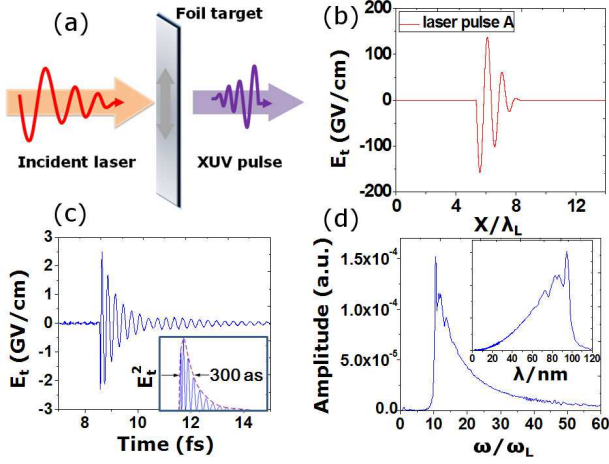 (a)
Foil target
Incident laser
XUV pulse
(b)
laser pulse A
E_t (GV/cm)
200
100
0
-100
-200
0
4
8
12
X/λ_L
(c)
E_t (GV/cm)
3
2
1
0
-1
-2
-3
8
10
12
14
Time (fs)
E_t^2
300 as
(d)
Amplitude (a.u.)
1.5x10^-4
1.0x10^-4
5.0x10^-5
0.0
0
10
20
30
40
50
60
ω/ω_L
0 20 40 60 80 100 120
λ/nm